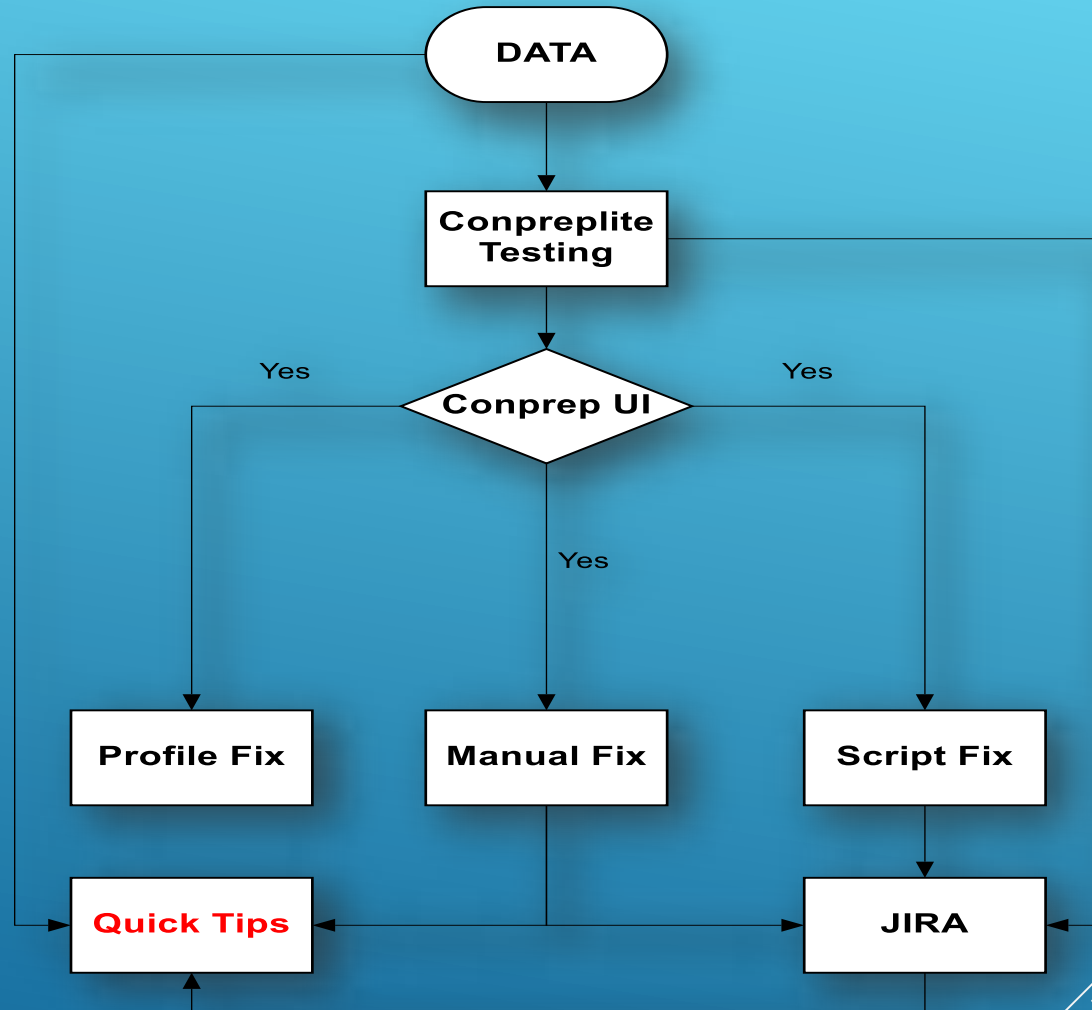 DATA
Conpreplite
Testing
Yes
Yes
Conprep UI
Yes
Profile Fix
Manual Fix
Script Fix
Quick Tips
JIRA